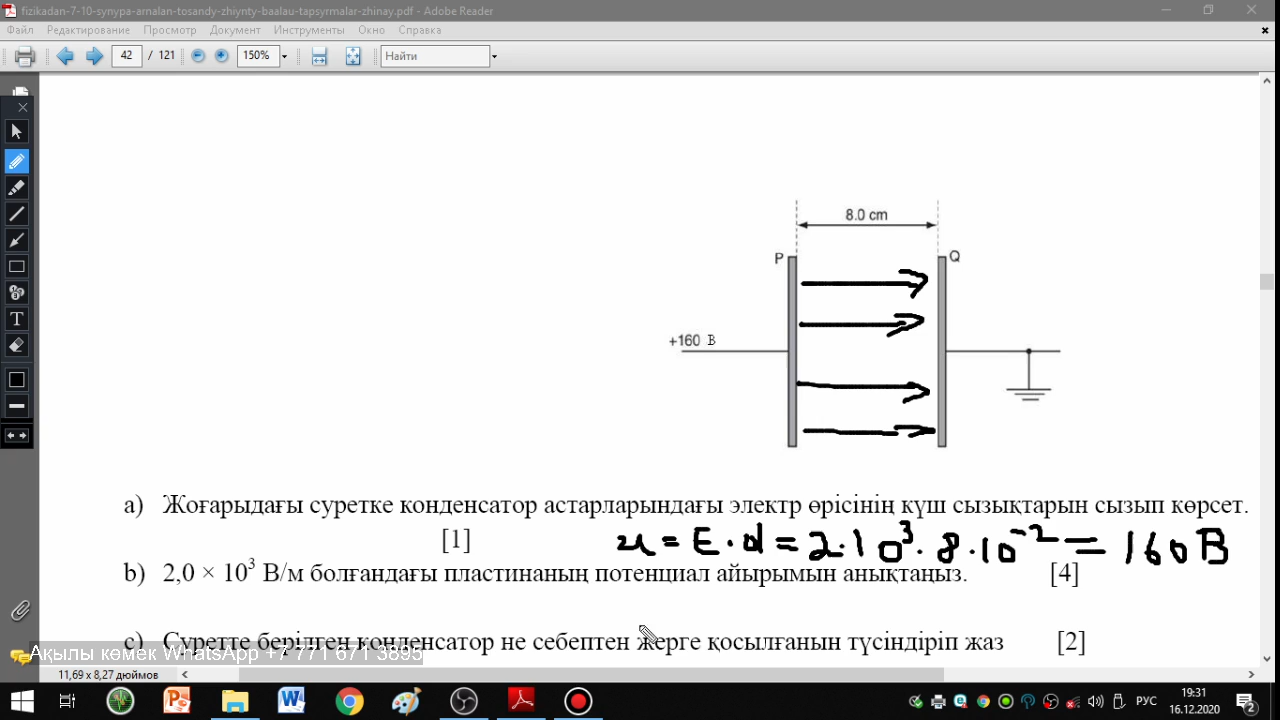 fizikadan-7-10-synypa-arnalan-tosandy-zhiynty-baalau-tapsyrmalar-zhinay.pdf - Adobe Reader
Файл Редактирование Просмотр Документ Инструменты Окно Справка
42 / 121 150% Найти
8.0 cm
P Q
+160 В
a) Жоғарыдағы суретке конденсатор астарларындағы электр өрісінің күш сызықтарын сызып көрсет.
[1] u = E · d = 2·10³ · 8·10⁻² = 160 В
b) 2,0 × 10³ В/м болғандағы пластинаның потенциал айырымын анықтаңыз. [4]
c) Суретте берілген конденсатор не себептен жерге қосылғанын түсіндіріп жаз [2]
Ақылы көмек WhatsApp +7 771 671 3895
11,69 x 8,27 дюймов
РУС 19:31
16.12.2020 2